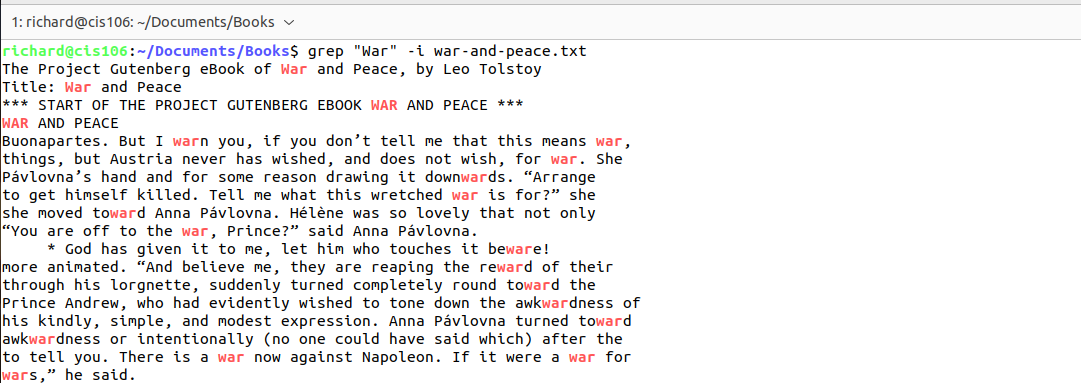 1: richard@cis106: ~/Documents/Books
richard@cis106:~/Documents/Books$ grep "War" -i war-and-peace.txt
The Project Gutenberg eBook of War and Peace, by Leo Tolstoy
Title: War and Peace
*** START OF THE PROJECT GUTENBERG EBOOK WAR AND PEACE ***
WAR AND PEACE
Buonapartes. But I warn you, if you don’t tell me that this means war,
things, but Austria never has wished, and does not wish, for war. She
Pávlovna’s hand and for some reason drawing it downwards. “Arrange
to get himself killed. Tell me what this wretched war is for?” she
she moved toward Anna Pávlovna. Hélène was so lovely that not only
“You are off to the war, Prince?” said Anna Pávlovna.
* God has given it to me, let him who touches it beware!
more animated. “And believe me, they are reaping the reward of their
through his lorgnette, suddenly turned completely round toward the
Prince Andrew, who had evidently wished to tone down the awkwardness of
his kindly, simple, and modest expression. Anna Pávlovna turned toward
awkwardness or intentionally (no one could have said which) after the
to tell you. There is a war now against Napoleon. If it were a war for
wars,” he said.